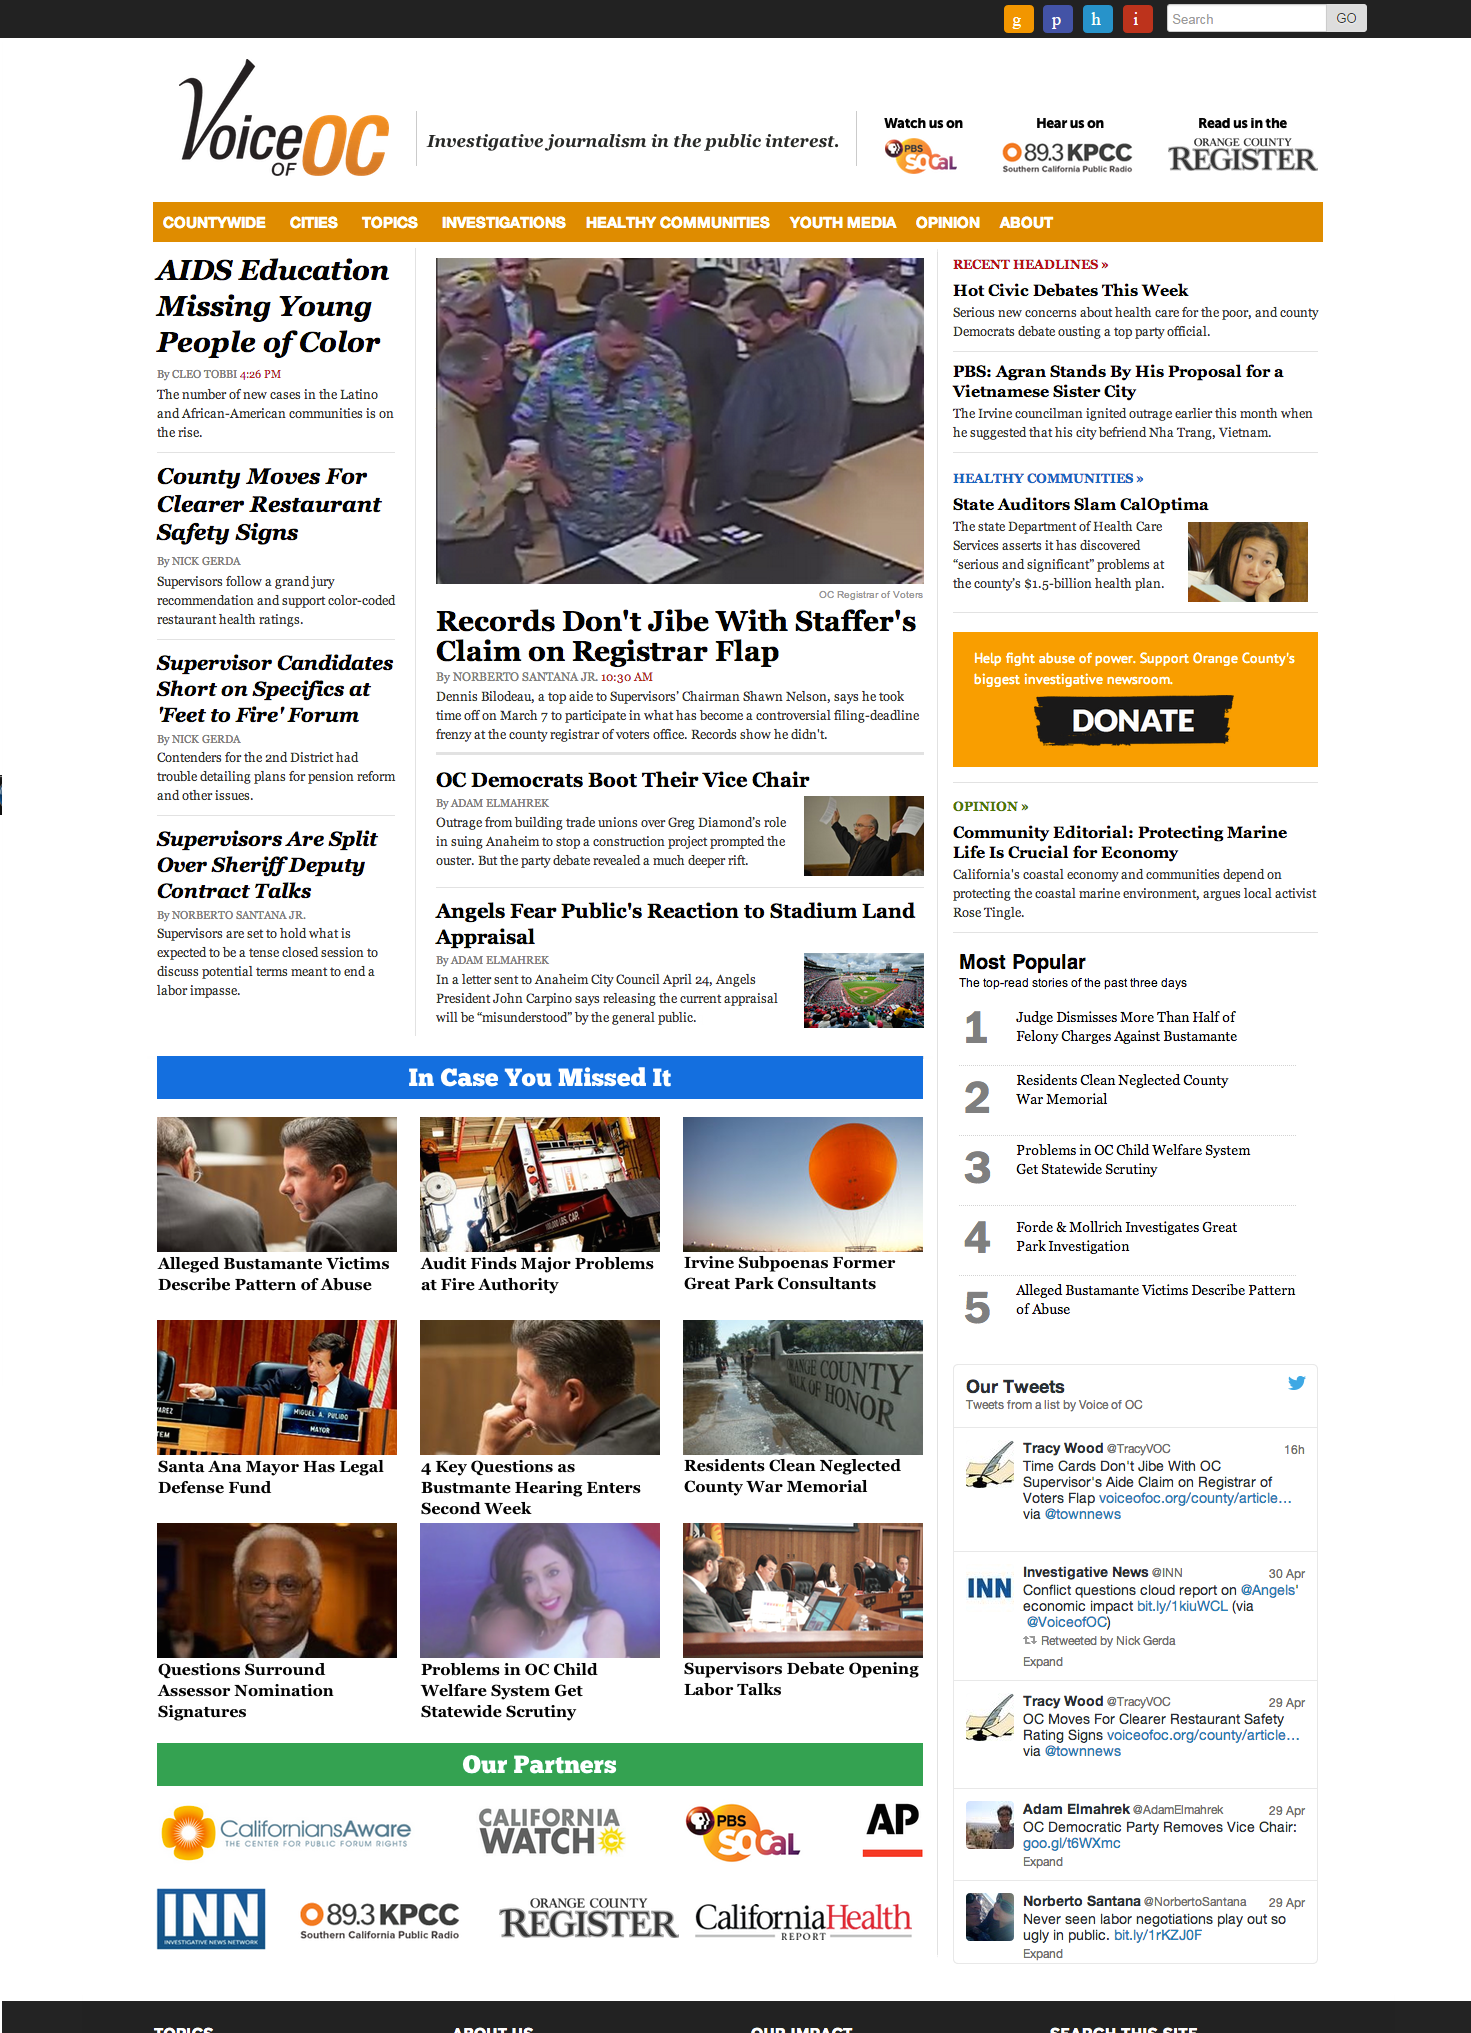 g p h i Search GO
Voice OF OC
Investigative journalism in the public interest.
Watch us on
PBS SoCal
Hear us on
89.3 KPCC
Southern California Public Radio
Read us in the
ORANGE COUNTY
REGISTER
COUNTYWIDE CITIES TOPICS INVESTIGATIONS HEALTHY COMMUNITIES YOUTH MEDIA OPINION ABOUT
AIDS Education
Missing Young
People of Color
By CLEO TOBBI 4:26 PM
The number of new cases in the Latino
and African-American communities is on
the rise.
County Moves For
Clearer Restaurant
Safety Signs
By NICK GERDA
Supervisors follow a grand jury
recommendation and support color-coded
restaurant health ratings.
Supervisor Candidates
Short on Specifics at
'Feet to Fire' Forum
By NICK GERDA
Contenders for the 2nd District had
trouble detailing plans for pension reform
and other issues.
Supervisors Are Split
Over Sheriff Deputy
Contract Talks
By NORBERTO SANTANA JR.
Supervisors are set to hold what is
expected to be a tense closed session to
discuss potential terms meant to end a
labor impasse.
OC Registrar of Voters
Records Don't Jibe With Staffer's
Claim on Registrar Flap
By NORBERTO SANTANA JR. 10:30 AM
Dennis Bilodeau, a top aide to Supervisors' Chairman Shawn Nelson, says he took
time off on March 7 to participate in what has become a controversial filing-deadline
frenzy at the county registrar of voters office. Records show he didn't.
OC Democrats Boot Their Vice Chair
By ADAM ELMAHREK
Outrage from building trade unions over Greg Diamond's role
in suing Anaheim to stop a construction project prompted the
ouster. But the party debate revealed a much deeper rift.
Angels Fear Public's Reaction to Stadium Land
Appraisal
By ADAM ELMAHREK
In a letter sent to Anaheim City Council April 24, Angels
President John Carpino says releasing the current appraisal
will be “misunderstood” by the general public.
RECENT HEADLINES »
Hot Civic Debates This Week
Serious new concerns about health care for the poor, and county
Democrats debate ousting a top party official.
PBS: Agran Stands By His Proposal for a
Vietnamese Sister City
The Irvine councilman ignited outrage earlier this month when
he suggested that his city befriend Nha Trang, Vietnam.
HEALTHY COMMUNITIES »
State Auditors Slam CalOptima
The state Department of Health Care
Services asserts it has discovered
“serious and significant” problems at
the county's $1.5-billion health plan.
Help fight abuse of power. Support Orange County's
biggest investigative newsroom.
DONATE
OPINION »
Community Editorial: Protecting Marine
Life Is Crucial for Economy
California's coastal economy and communities depend on
protecting the coastal marine environment, argues local activist
Rose Tingle.
Most Popular
The top-read stories of the past three days
1 Judge Dismisses More Than Half of
Felony Charges Against Bustamante
2 Residents Clean Neglected County
War Memorial
3 Problems in OC Child Welfare System
Get Statewide Scrutiny
4 Forde & Mollrich Investigates Great
Park Investigation
5 Alleged Bustamante Victims Describe Pattern
of Abuse
In Case You Missed It
100,000 LBS. CAP.
Alleged Bustamante Victims
Describe Pattern of Abuse
Audit Finds Major Problems
at Fire Authority
Irvine Subpoenas Former
Great Park Consultants
MIGUEL A. PULIDO
MAYOR
AREZ
TEM
ORANGE COUNTY
WALK OF HONOR
Santa Ana Mayor Has Legal
Defense Fund
4 Key Questions as
Bustmante Hearing Enters
Second Week
Residents Clean Neglected
County War Memorial
Questions Surround
Assessor Nomination
Signatures
Problems in OC Child
Welfare System Get
Statewide Scrutiny
Supervisors Debate Opening
Labor Talks
Our Partners
CaliforniansAware
THE CENTER FOR PUBLIC FORUM RIGHTS
CALIFORNIA
WATCH C
PBS SoCal
AP
INN
INVESTIGATIVE NEWS NETWORK
89.3 KPCC
Southern California Public Radio
ORANGE COUNTY
REGISTER
CaliforniaHealth
REPORT
Our Tweets
Tweets from a list by Voice of OC
Tracy Wood @TracyVOC 16h
Time Cards Don't Jibe With OC
Supervisor's Aide Claim on Registrar of
Voters Flap voiceofoc.org/county/article…
via @townnews
INN
Investigative News @INN 30 Apr
Conflict questions cloud report on @Angels'
economic impact bit.ly/1kiuWCL (via
@VoiceofOC)
Retweeted by Nick Gerda
Expand
Tracy Wood @TracyVOC 29 Apr
OC Moves For Clearer Restaurant Safety
Rating Signs voiceofoc.org/county/article…
via @townnews
Adam Elmahrek @AdamElmahrek 29 Apr
OC Democratic Party Removes Vice Chair:
goo.gl/t6WXmc
Expand
Norberto Santana @NorbertoSantana 29 Apr
Never seen labor negotiations play out so
ugly in public. bit.ly/1rKZJ0F
Expand
TOPICS ABOUT US OUR IMPACT SEARCH THIS SITE